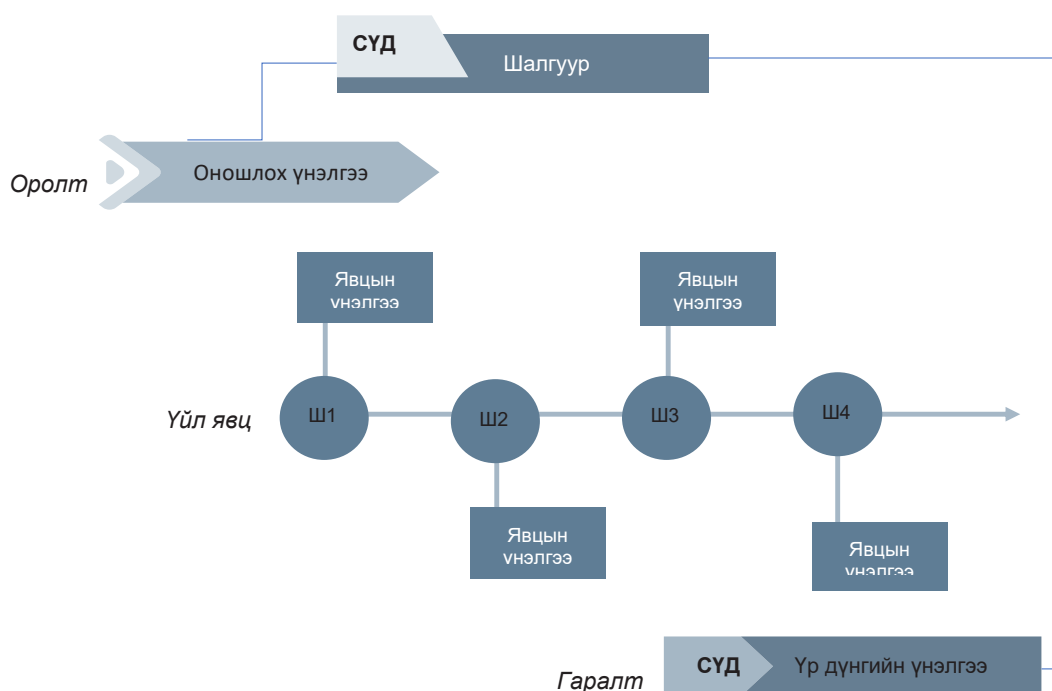 СҮД
Шалгуур
Оролт
Оношлох үнэлгээ
Явцын
үнэлгээ
Явцын
үнэлгээ
Үйл явц
Ш1
Ш2
Ш3
Ш4
Явцын
үнэлгээ
Явцын
үнэлгээ
Гаралт
СҮД
Үр дүнгийн үнэлгээ